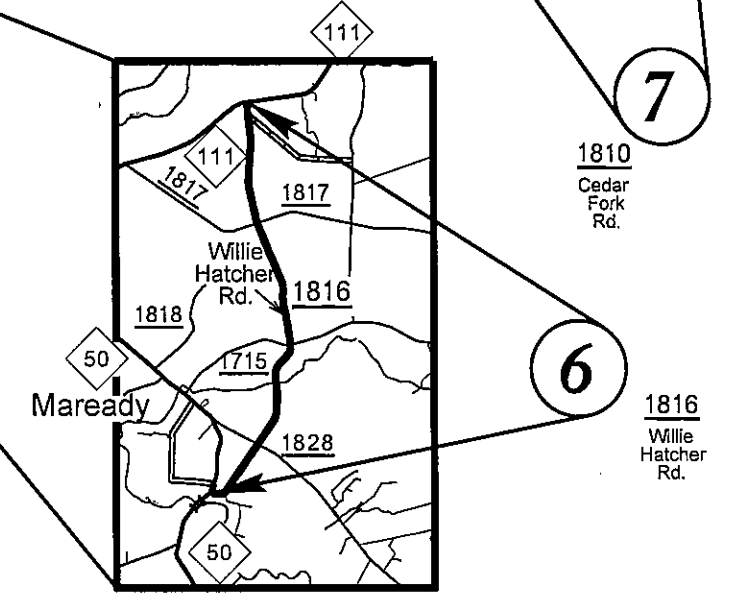 111
7
1810
Cedar
Fork
Rd.
111
1817
1817
Willie
Hatcher
Rd.
1816
1818
50
1715
6
Maready
1816
Willie
Hatcher
Rd.
1828
50